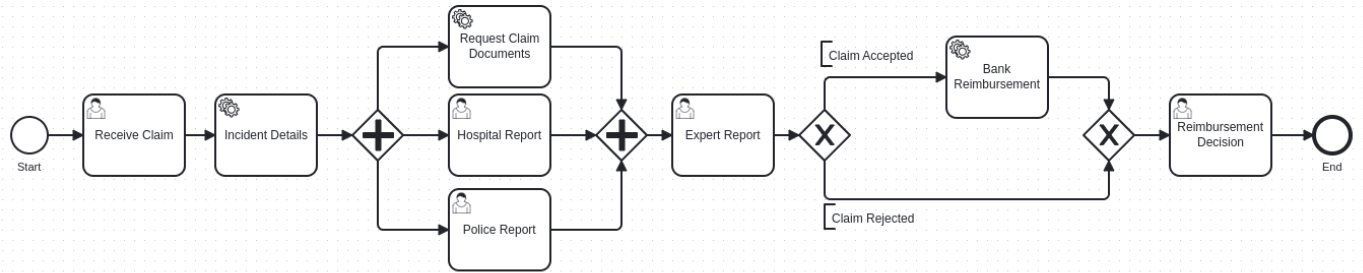 Start
Receive Claim
Incident Details
Request Claim
Documents
Hospital Report
Police Report
Expert Report
Claim Accepted
Claim Rejected
Bank
Reimbursement
Reimbursement
Decision
End